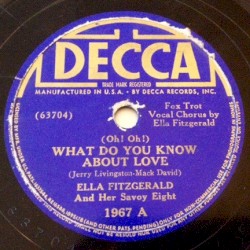 DECCA
TRADE MARK REGISTERED
MANUFACTURED IN U.S.A. - BY DECCA RECORDS, INC.
(63704)
Fox Trot
Vocal Chorus by
Ella Fitzgerald
(Oh! Oh!)
WHAT DO YOU KNOW
ABOUT LOVE
(Jerry Livingston-Mack David)
ELLA FITZGERALD
And Her Savoy Eight
1967 A